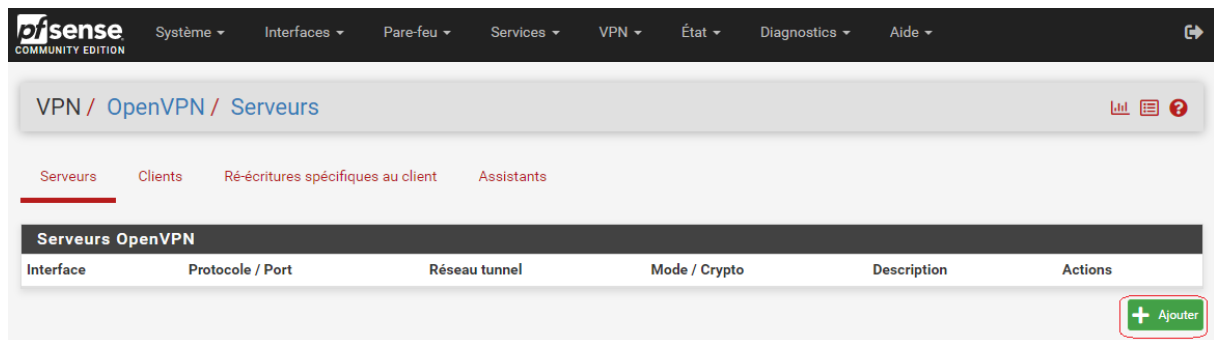 pfsense Système Interfaces Pare-feu Services VPN État Diagnostics Aide
COMMUNITY EDITION
VPN / OpenVPN / Serveurs
Serveurs Clients Ré-écritures spécifiques au client Assistants
Serveurs OpenVPN
Interface Protocole / Port Réseau tunnel Mode / Crypto Description Actions
+ Ajouter